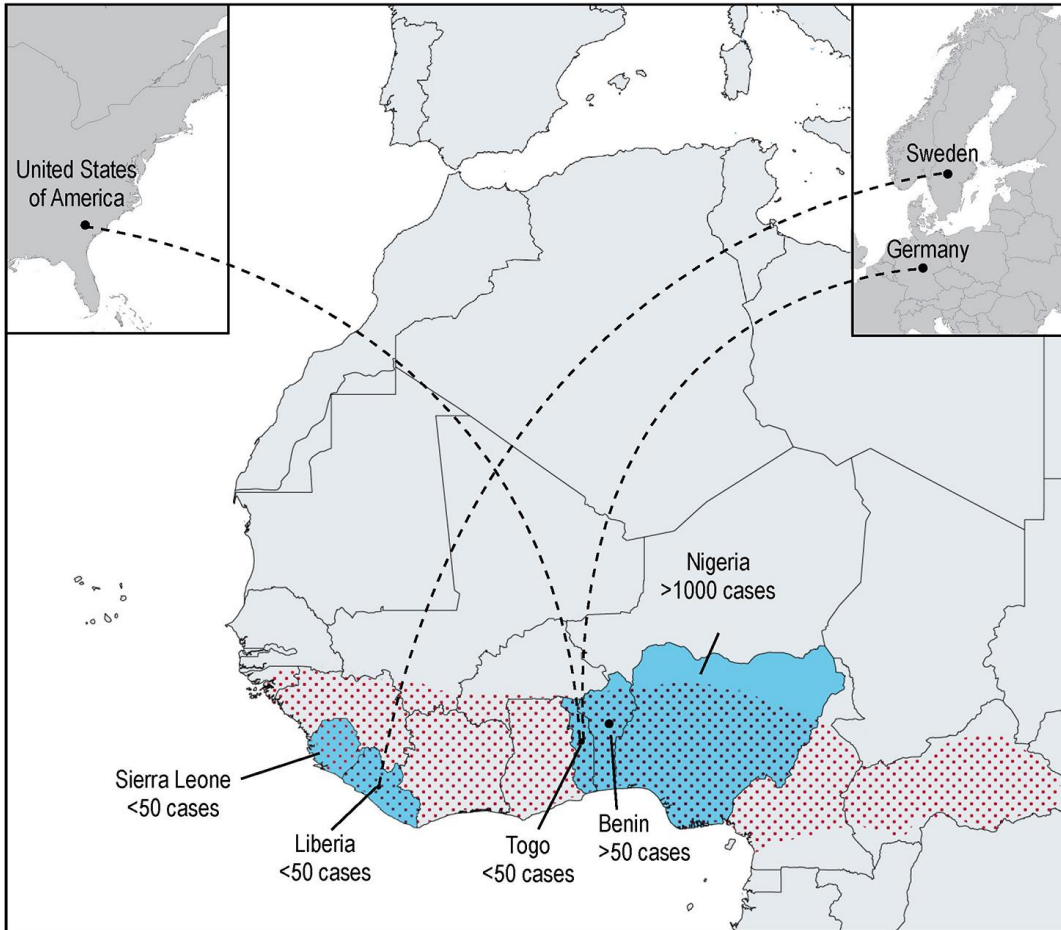 United States
of America
Sweden
Germany
Nigeria
>1000 cases
Sierra Leone
<50 cases
Liberia
<50 cases
Togo
<50 cases
Benin
>50 cases